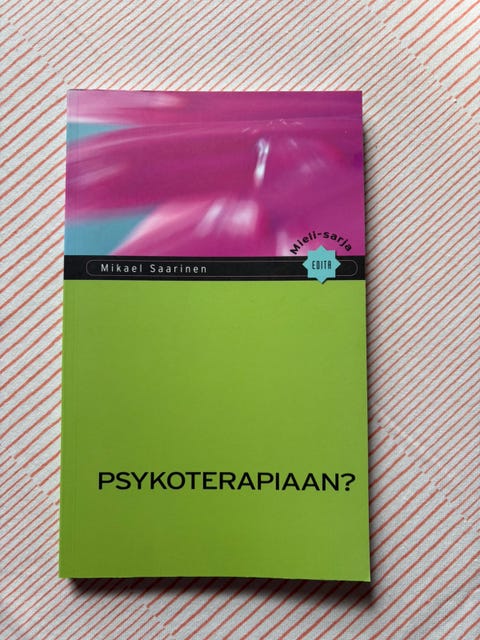 Mieli-sarja
EDITA
Mikael Saarinen
PSYKOTERAPIAAN?